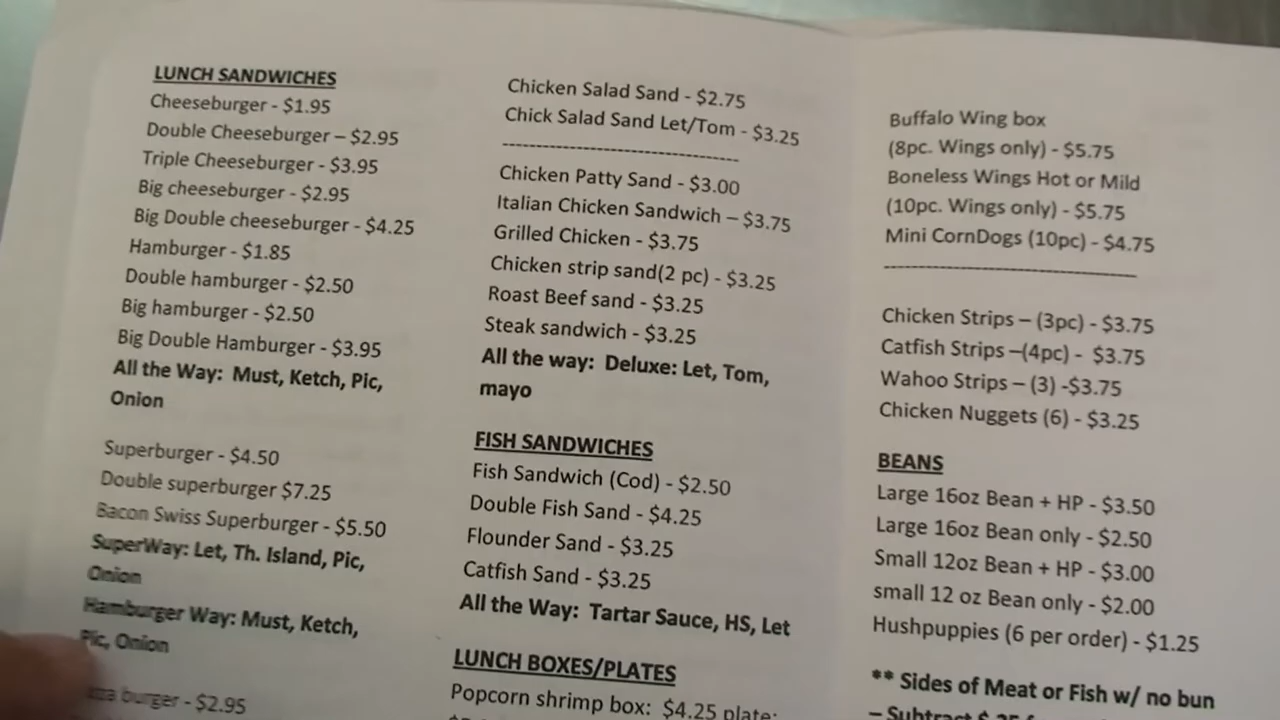 LUNCH SANDWICHES
Cheeseburger - $1.95
Double Cheeseburger – $2.95
Triple Cheeseburger - $3.95
Big cheeseburger - $2.95
Big Double cheeseburger - $4.25
Hamburger - $1.85
Double hamburger - $2.50
Big hamburger - $2.50
Big Double Hamburger - $3.95
All the Way: Must, Ketch, Pic,
Onion
Superburger - $4.50
Double superburger $7.25
Bacon Swiss Superburger - $5.50
SuperWay: Let, Th. Island, Pic,
Onion
Hamburger Way: Must, Ketch,
Pic, Onion
burger - $2.95
Chicken Salad Sand - $2.75
Chick Salad Sand Let/Tom - $3.25
--------------------------------------
Chicken Patty Sand - $3.00
Italian Chicken Sandwich – $3.75
Grilled Chicken - $3.75
Chicken strip sand(2 pc) - $3.25
Roast Beef sand - $3.25
Steak sandwich - $3.25
All the way: Deluxe: Let, Tom,
mayo
FISH SANDWICHES
Fish Sandwich (Cod) - $2.50
Double Fish Sand - $4.25
Flounder Sand - $3.25
Catfish Sand - $3.25
All the Way: Tartar Sauce, HS, Let
LUNCH BOXES/PLATES
Popcorn shrimp box: $4.25 plate:
Buffalo Wing box
(8pc. Wings only) - $5.75
Boneless Wings Hot or Mild
(10pc. Wings only) - $5.75
Mini CornDogs (10pc) - $4.75
--------------------------------------
Chicken Strips – (3pc) - $3.75
Catfish Strips –(4pc) - $3.75
Wahoo Strips – (3) -$3.75
Chicken Nuggets (6) - $3.25
BEANS
Large 16oz Bean + HP - $3.50
Large 16oz Bean only - $2.50
Small 12oz Bean + HP - $3.00
small 12 oz Bean only - $2.00
Hushpuppies (6 per order) - $1.25
** Sides of Meat or Fish w/ no bun
– Subtract